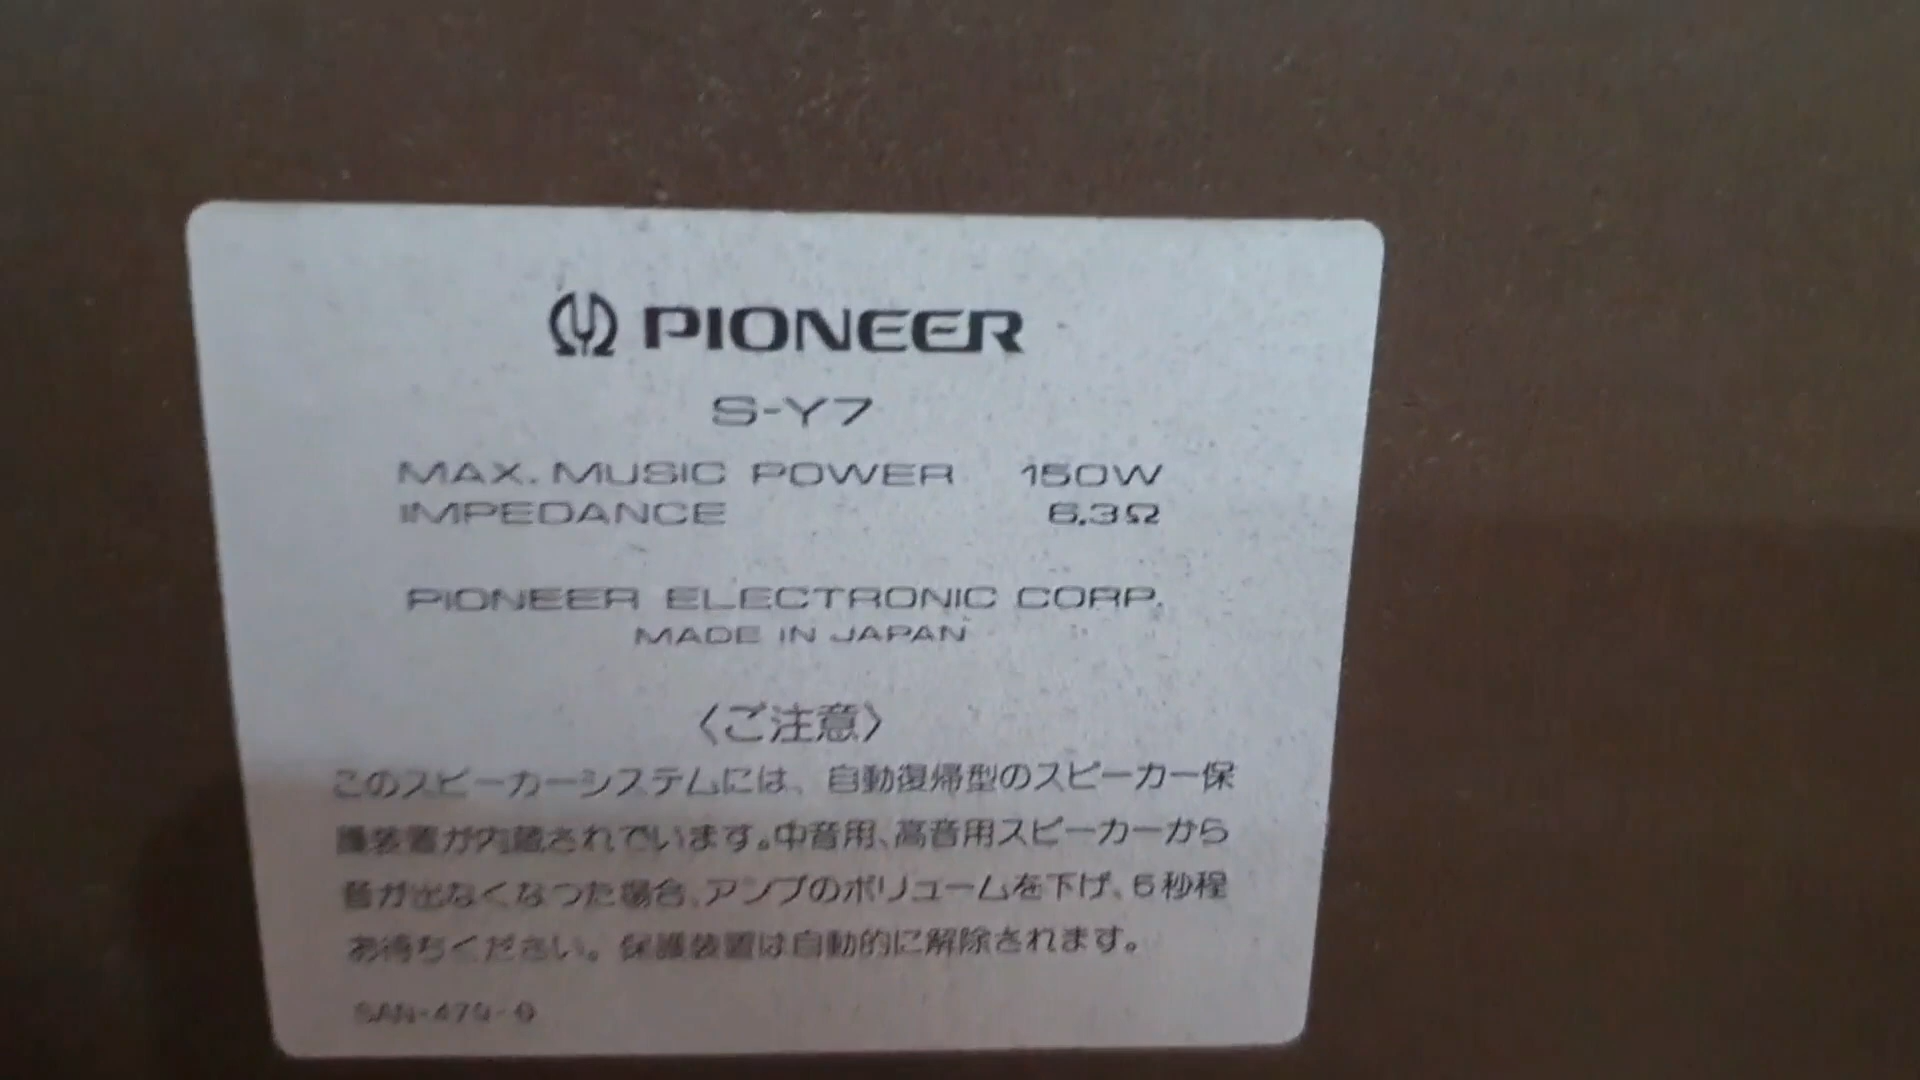 PIONEER
S-Y7
MAX. MUSIC POWER 150W
IMPEDANCE 6.3Ω
PIONEER ELECTRONIC CORP.
MADE IN JAPAN
〈ご注意〉
このスピーカーシステムには、自動復帰型のスピーカー保
護装置が内蔵されています。中音用、高音用スピーカーから
音が出なくなつた場合、アンプのボリュームを下げ、5秒程
お待ちください。保護装置は自動的に解除されます。